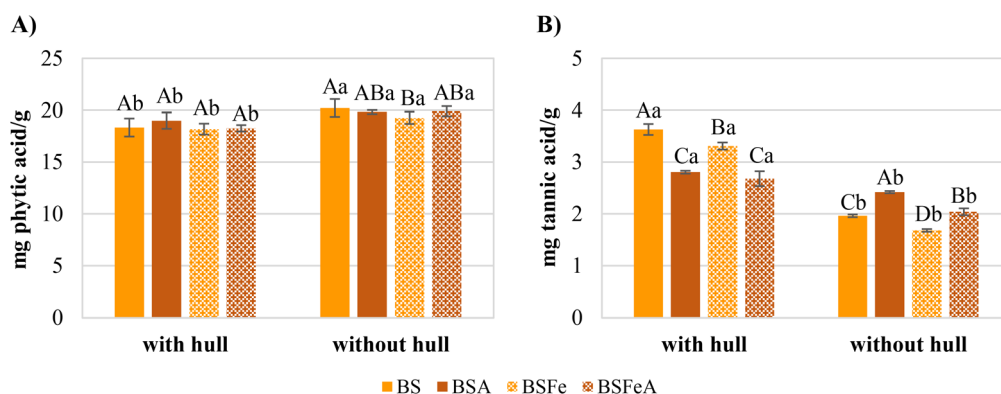 A)
mg phytic acid/g
25
20
15
10
5
0
Ab
Ab
Ab
Ab
Aa
ABa
Ba
ABa
with hull
without hull
B)
mg tannic acid/g
5
4
3
2
1
0
Aa
Ca
Ba
Ca
Cb
Ab
Db
Bb
with hull
without hull
BS BSA BSFe BSFeA